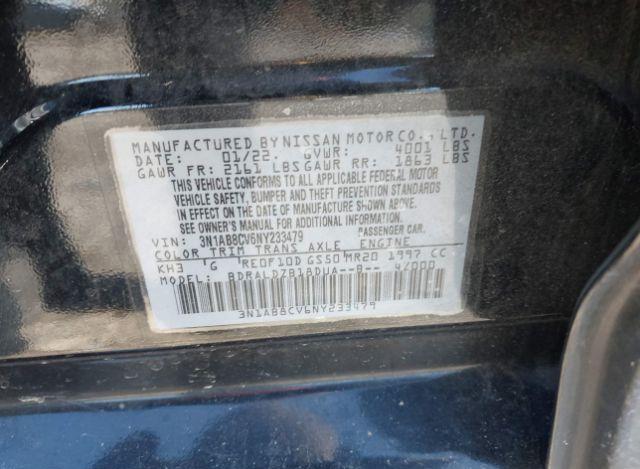 MANUFACTURED BY NISSAN MOTOR CO., LTD.
DATE: 01/22. GVWR: 4001 LBS
GAWR FR: 2161 LBS GAWR RR: 1863 LBS
THIS VEHICLE CONFORMS TO ALL APPLICABLE FEDERAL MOTOR
VEHICLE SAFETY, BUMPER AND THEFT PREVENTION STANDARDS
IN EFFECT ON THE DATE OF MANUFACTURE SHOWN ABOVE.
SEE OWNER'S MANUAL FOR ADDITIONAL INFORMATION.
VIN: 3N1AB8CV6NY233479 PASSENGER CAR.
COLOR TRIM TRANS AXLE ENGINE
KH3 G RE0F10D GS50 MR20 1997 CC
MODEL: BDRALDZB18DUA--B-- 4/000
3N1AB8CV6NY233479